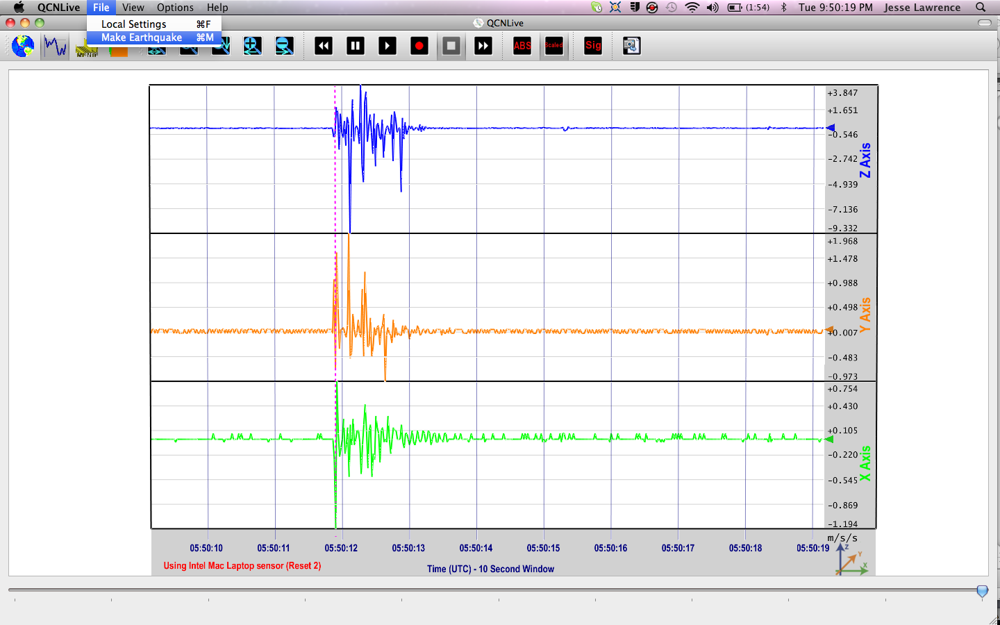 QCNLive File View Options Help (1:54) Tue 9:50:19 PM Jesse Lawrence
Local Settings ⌘F
Make Earthquake ⌘M
QCNLive
ABS Scaled Sig
+3.847
+1.651
-0.546
-2.742
-4.939
-7.136
-9.332
Z Axis
+1.968
+1.478
+0.988
+0.498
+0.007
-0.483
-0.973
Y Axis
+0.754
+0.430
+0.105
-0.220
-0.545
-0.869
-1.194
X Axis
m/s/s
05:50:10 05:50:11 05:50:12 05:50:13 05:50:14 05:50:15 05:50:16 05:50:17 05:50:18 05:50:19
Z
Y
X
Using Intel Mac Laptop sensor (Reset 2)
Time (UTC) - 10 Second Window